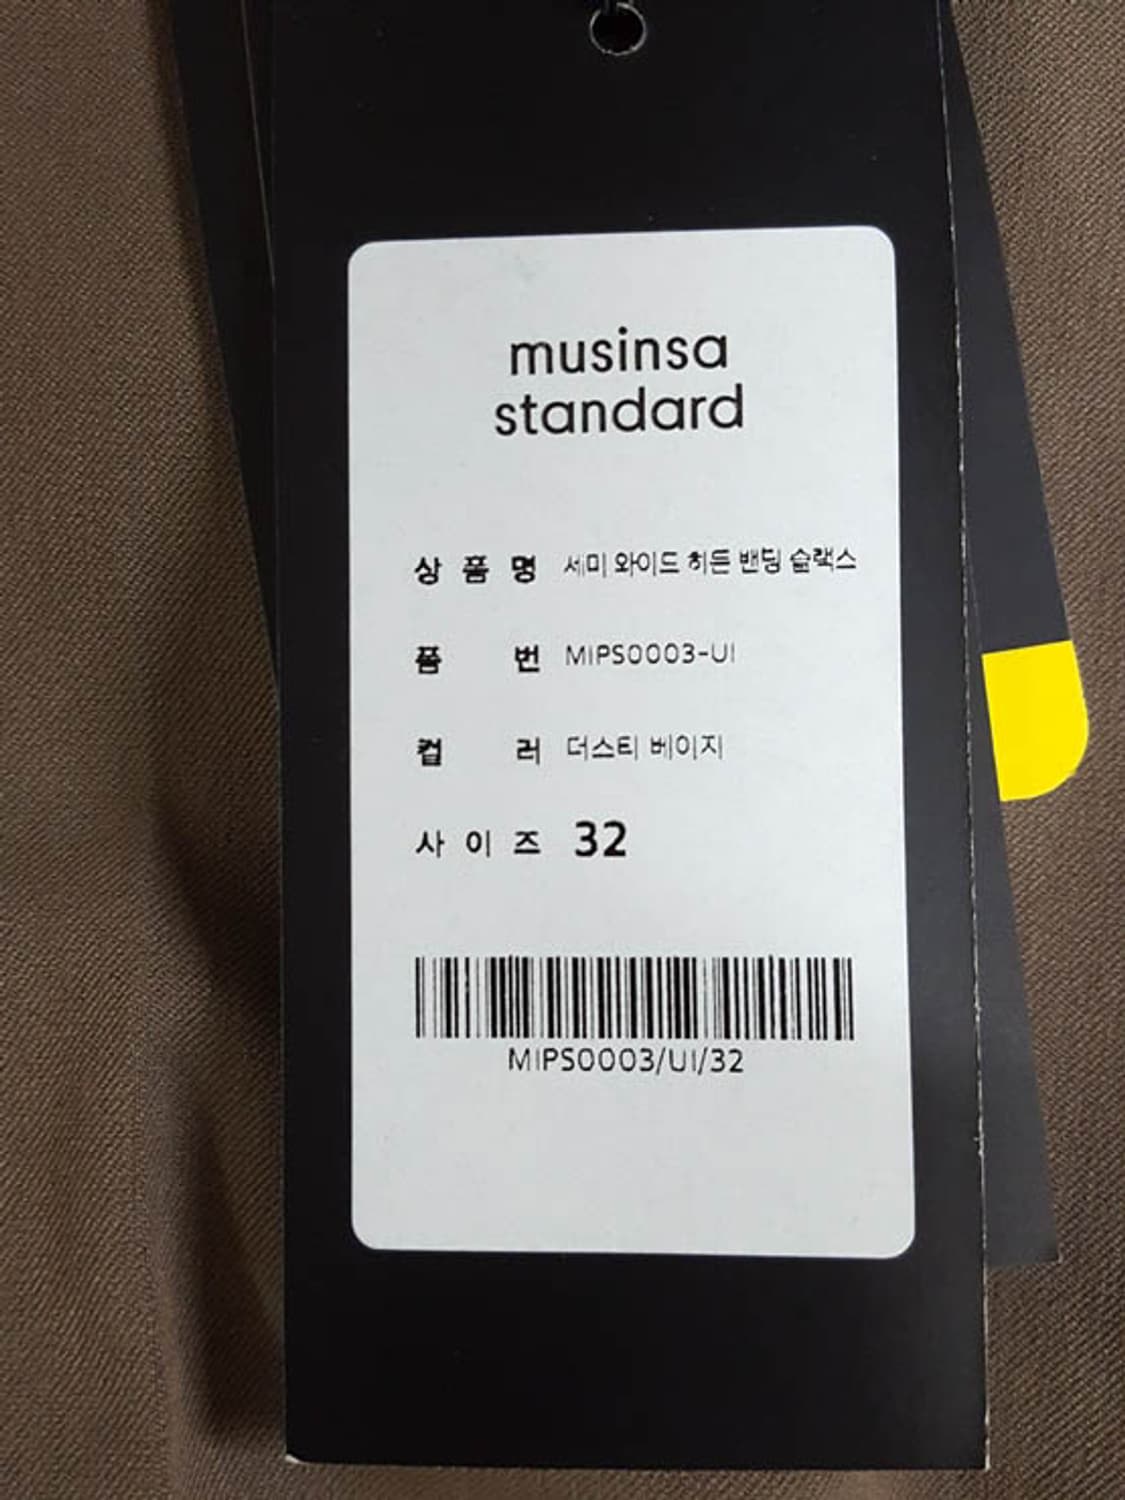 musinsa
standard
상 품 명 세미 와이드 히든 밴딩 슬랙스
품 번 MIPS0003-UI
컬 러 더스티 베이지
사 이 즈 32
MIPS0003/UI/32